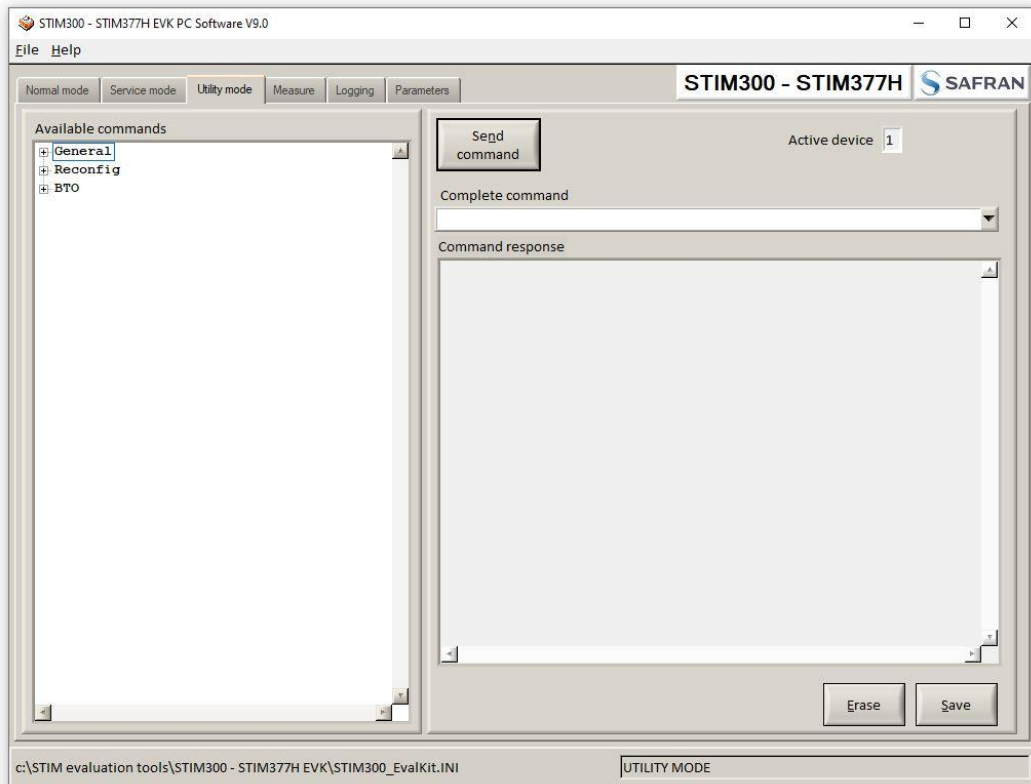 STIM300 - STIM377H EVK PC Software V9.0
File Help
Normal mode Service mode Utility mode Measure Logging Parameters
STIM300 - STIM377H SAFRAN
Available commands
General
Reconfig
BTO
Send
command
Active device 1
Complete command
Command response
Erase Save
c:\STIM evaluation tools\STIM300 - STIM377H EVK\STIM300_EvalKit.INI UTILITY MODE